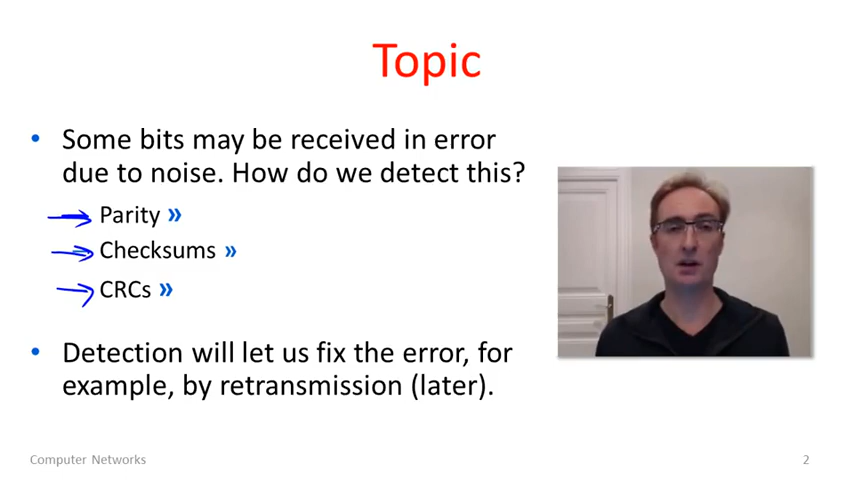 Topic
• Some bits may be received in error
due to noise. How do we detect this?
Parity »
Checksums »
CRCs »
• Detection will let us fix the error, for
example, by retransmission (later).
Computer Networks
2